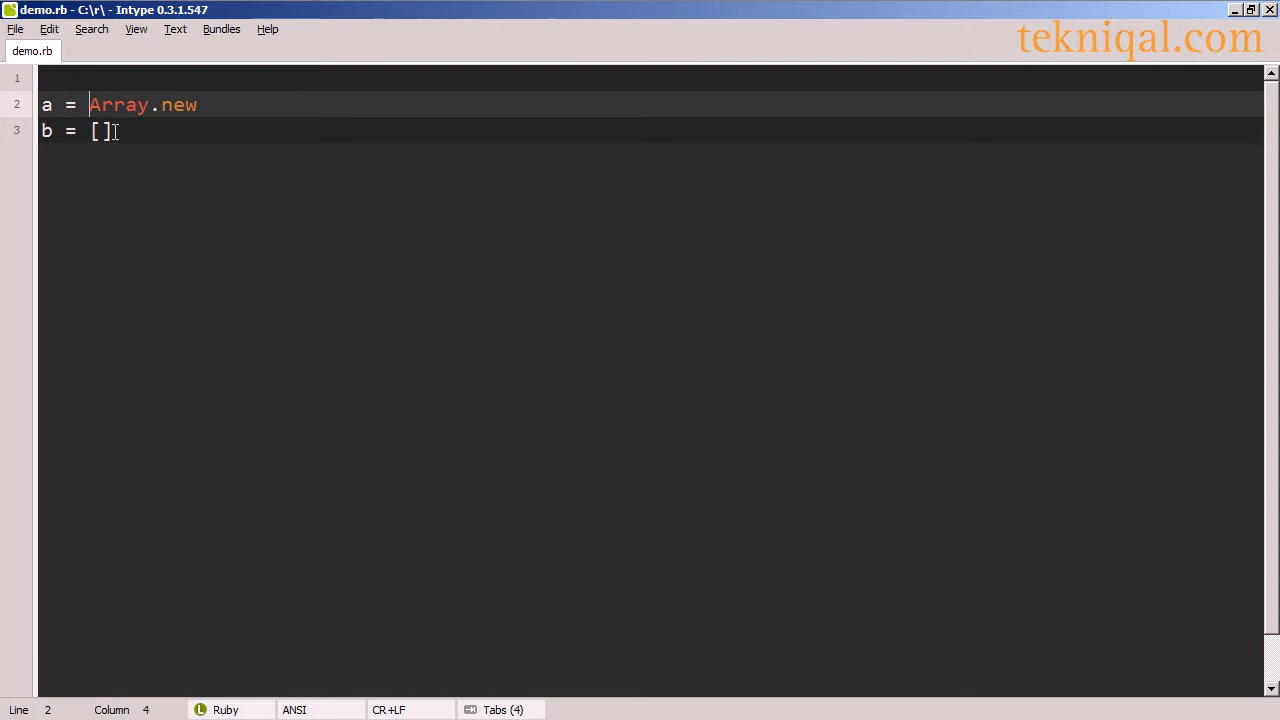 demo.rb - C:\r\ - Intype 0.3.1.547
File Edit Search View Text Bundles Help
tekniqal.com
demo.rb
1
2 a = Array.new
3 b = []
Line 2 Column 4 L Ruby ANSI CR+LF Tabs (4)